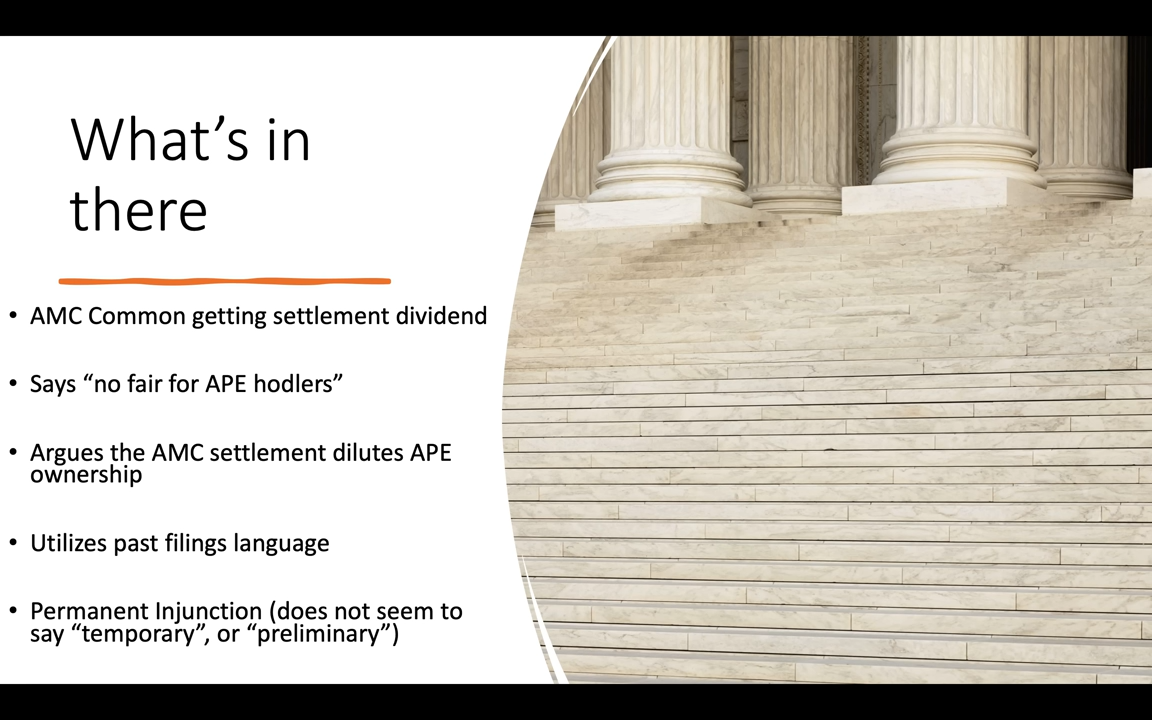 What’s in
there
• AMC Common getting settlement dividend
• Says “no fair for APE hodlers”
• Argues the AMC settlement dilutes APE
ownership
• Utilizes past filings language
• Permanent Injunction (does not seem to
say “temporary”, or “preliminary”)